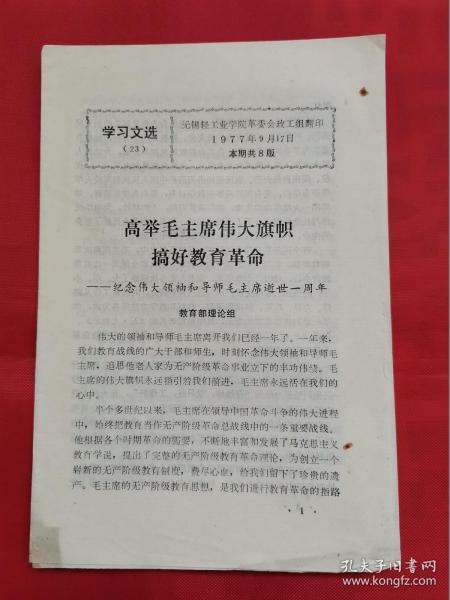 学习文选
（23）
无锡轻工业学院革委会政工组翻印
1977年9月17日
本期共8版
高举毛主席伟大旗帜
搞好教育革命
——纪念伟大领袖和导师毛主席逝世一周年
教育部理论组
伟大的领袖和导师毛主席离开我们已经一年了。一年来，
我们教育战线的广大干部和师生，时刻怀念伟大领袖和导师毛
主席，追思他老人家为无产阶级革命事业立下的丰功伟绩。毛
主席的伟大旗帜永远指引着我们前进，毛主席永远活在我们的
心中。
半个多世纪以来，毛主席在领导中国革命斗争的伟大进程
中，始终把教育当作无产阶级革命总战线中的一条重要战线。
他根据各个时期革命的需要，不断地丰富和发展了马克思主义
教育学说，提出了完整的无产阶级教育革命理论，为创立一个
崭新的无产阶级教育制度，费尽心血，给我们留下了珍贵的遗
产。毛主席的无产阶级教育思想，是我们进行教育革命的指路
·1·
孔夫子旧书网
www.kongfz.com